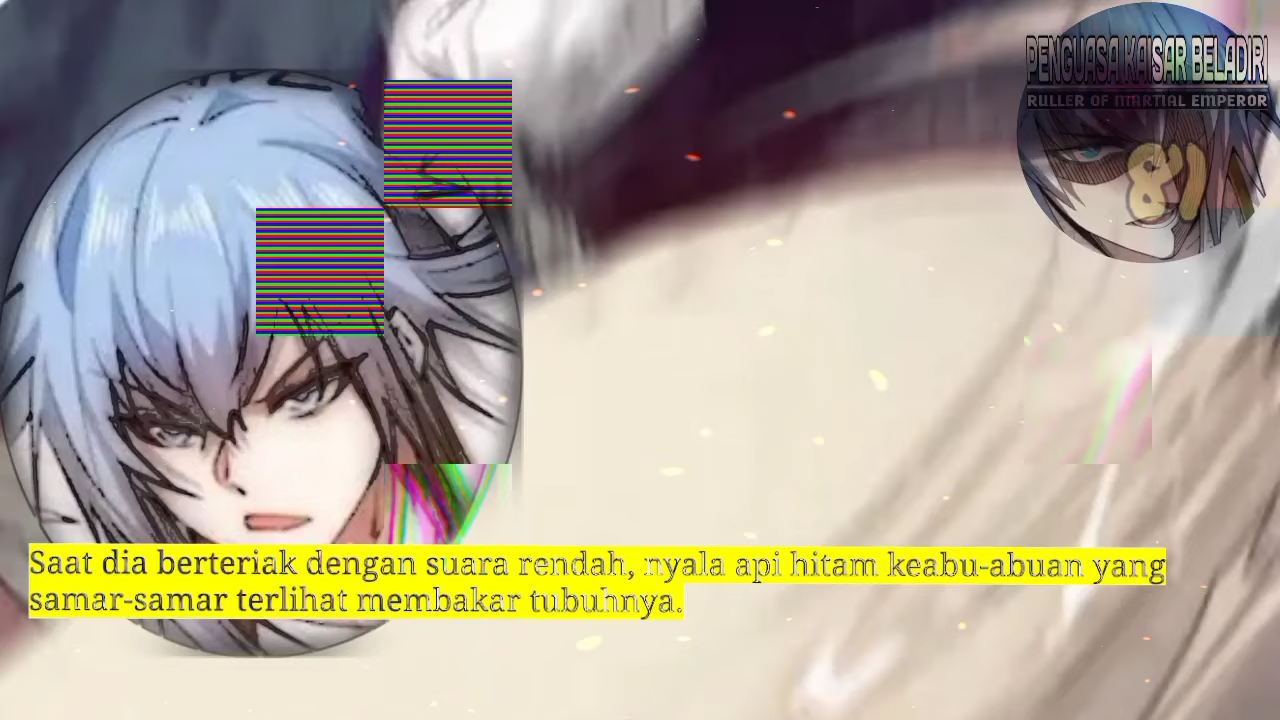 PENGUASA KAISAR BELADIRI
RULLER OF MARTIAL EMPEROR
81
Saat dia berteriak dengan suara rendah, nyala api hitam keabu-abuan yang
samar-samar terlihat membakar tubuhnya.